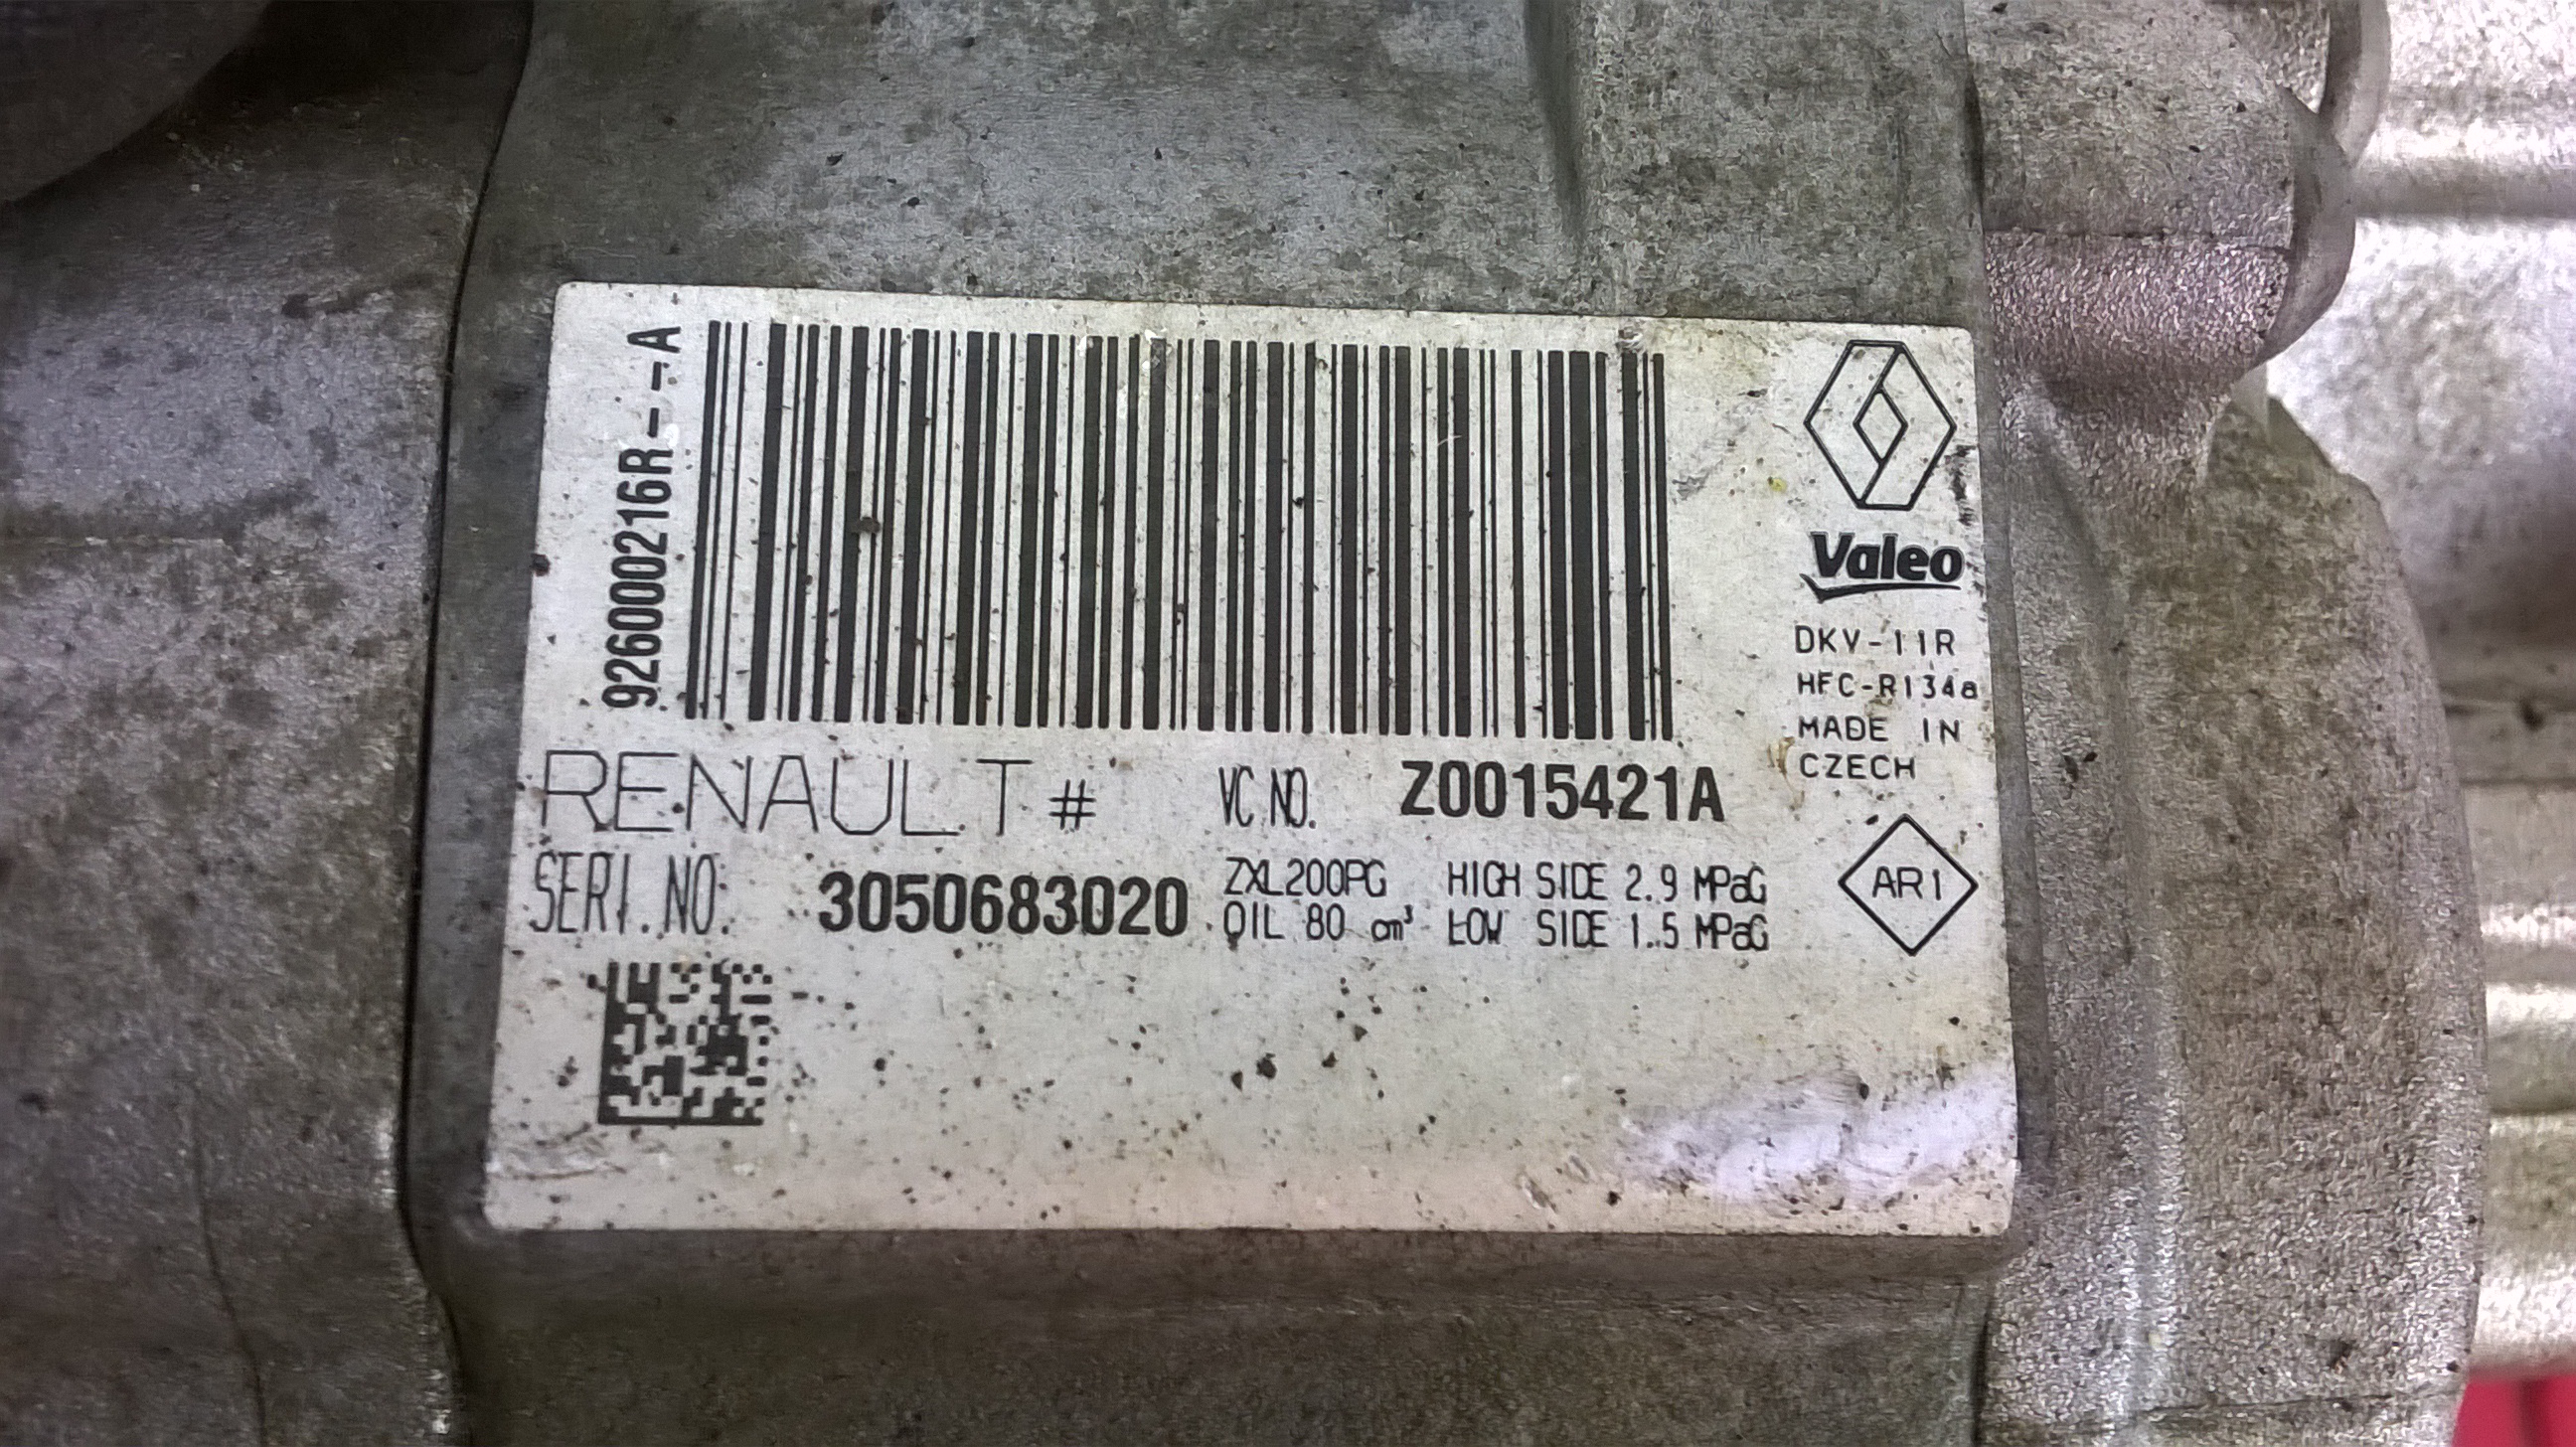 926000216R--A
Valeo
DKV-11R
HFC-R134a
MADE IN
CZECH
RENAULT # VC NO. Z0015421A
SERI.NO: 3050683020
ZXL200PG HIGH SIDE 2.9 MPaG
OIL 80 cm³ LOW SIDE 1.5 MPaG
AR1